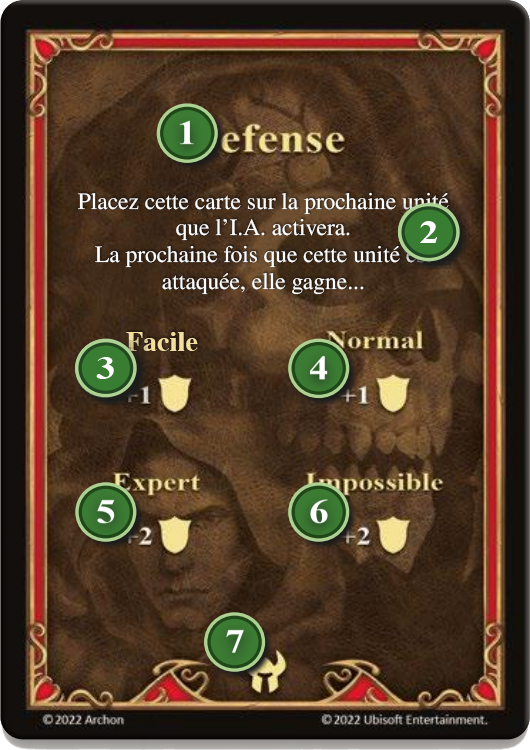 1 efense
Placez cette carte sur la prochaine unité
que l'I.A. activera. 2
La prochaine fois que cette unité
attaquée, elle gagne...
Facile Normal
3 +1 4 +1
Expert Impossible
5 +2 6 +2
7
© 2022 Archon © 2022 Ubisoft Entertainment.